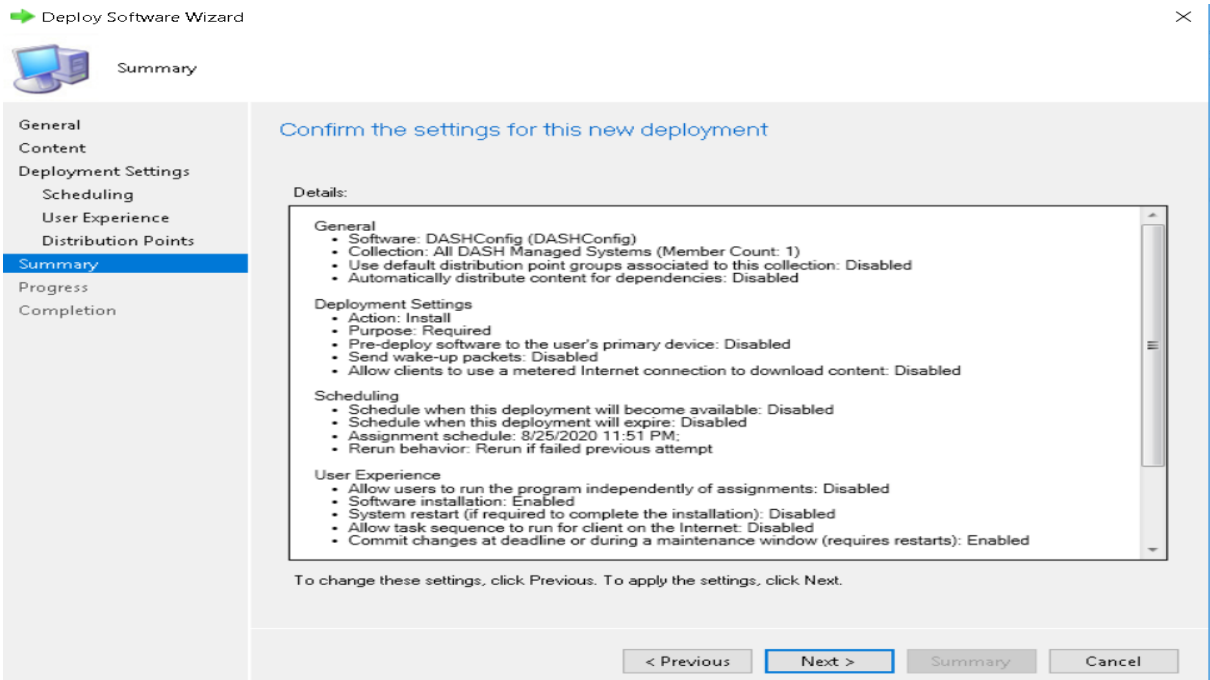 Deploy Software Wizard
Summary
General
Content
Deployment Settings
Scheduling
User Experience
Distribution Points
Summary
Progress
Completion
Confirm the settings for this new deployment
Details:
General
• Software: DASHConfig (DASHConfig)
• Collection: All DASH Managed Systems (Member Count: 1)
• Use default distribution point groups associated to this collection: Disabled
• Automatically distribute content for dependencies: Disabled
Deployment Settings
• Action: Install
• Purpose: Required
• Pre-deploy software to the user's primary device: Disabled
• Send wake-up packets: Disabled
• Allow clients to use a metered Internet connection to download content: Disabled
Scheduling
• Schedule when this deployment will become available: Disabled
• Schedule when this deployment will expire: Disabled
• Assignment schedule: 8/25/2020 11:51 PM;
• Rerun behavior: Rerun if failed previous attempt
User Experience
• Allow users to run the program independently of assignments: Disabled
• Software installation: Enabled
• System restart (if required to complete the installation): Disabled
• Allow task sequence to run for client on the Internet: Disabled
• Commit changes at deadline or during a maintenance window (requires restarts): Enabled
To change these settings, click Previous. To apply the settings, click Next.
< Previous
Next >
Summary
Cancel